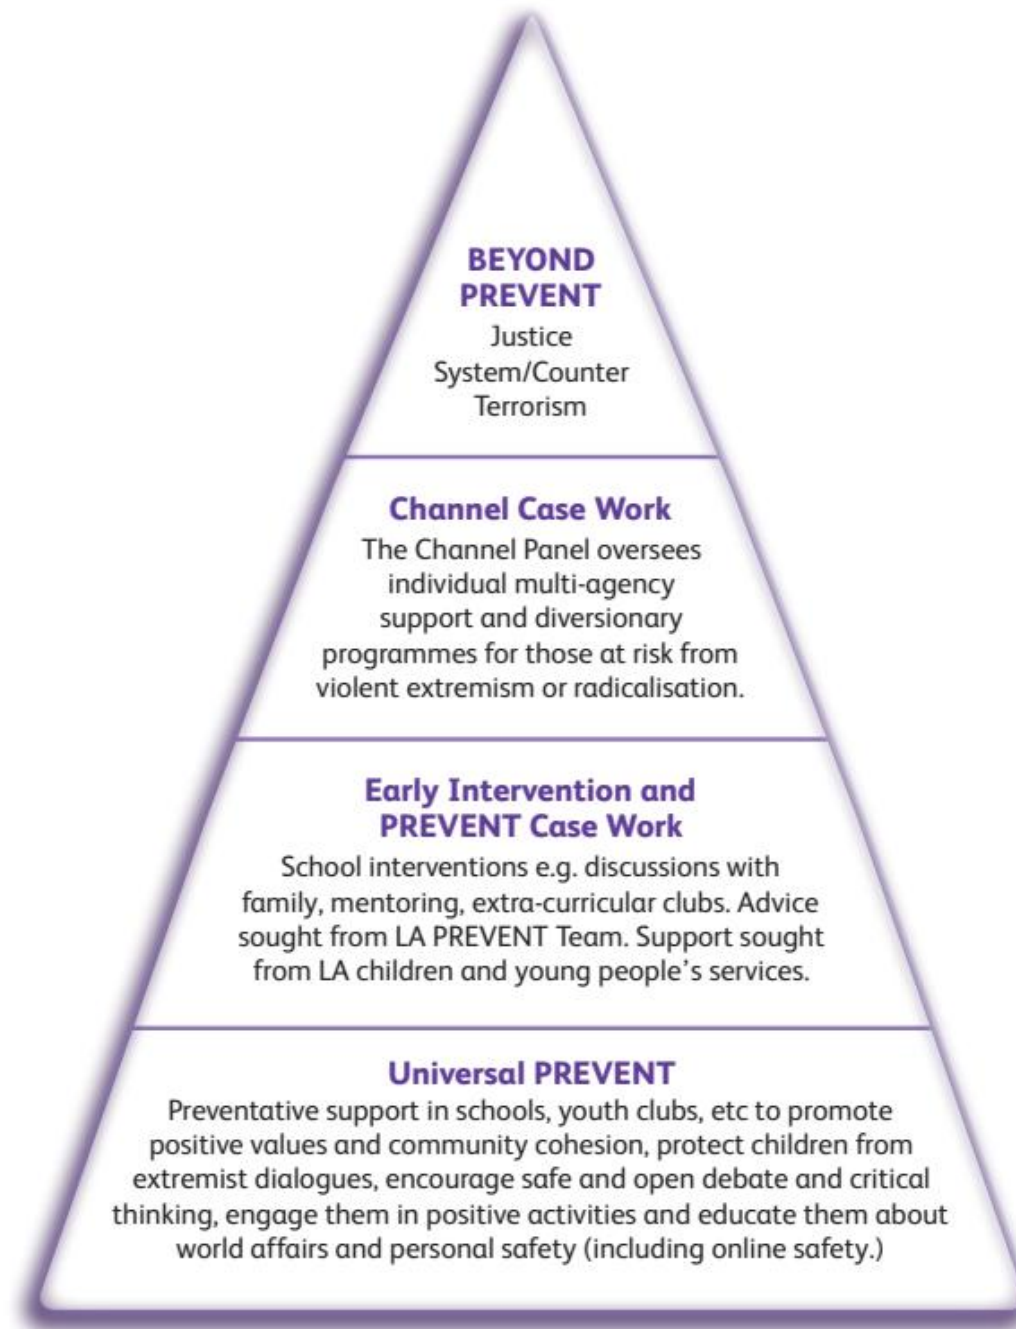 BEYOND
PREVENT
Justice
System/Counter
Terrorism
Channel Case Work
The Channel Panel oversees
individual multi-agency
support and diversionary
programmes for those at risk from
violent extremism or radicalisation.
Early Intervention and
PREVENT Case Work
School interventions e.g. discussions with
family, mentoring, extra-curricular clubs. Advice
sought from LA PREVENT Team. Support sought
from LA children and young people’s services.
Universal PREVENT
Preventative support in schools, youth clubs, etc to promote
positive values and community cohesion, protect children from
extremist dialogues, encourage safe and open debate and critical
thinking, engage them in positive activities and educate them about
world affairs and personal safety (including online safety.)